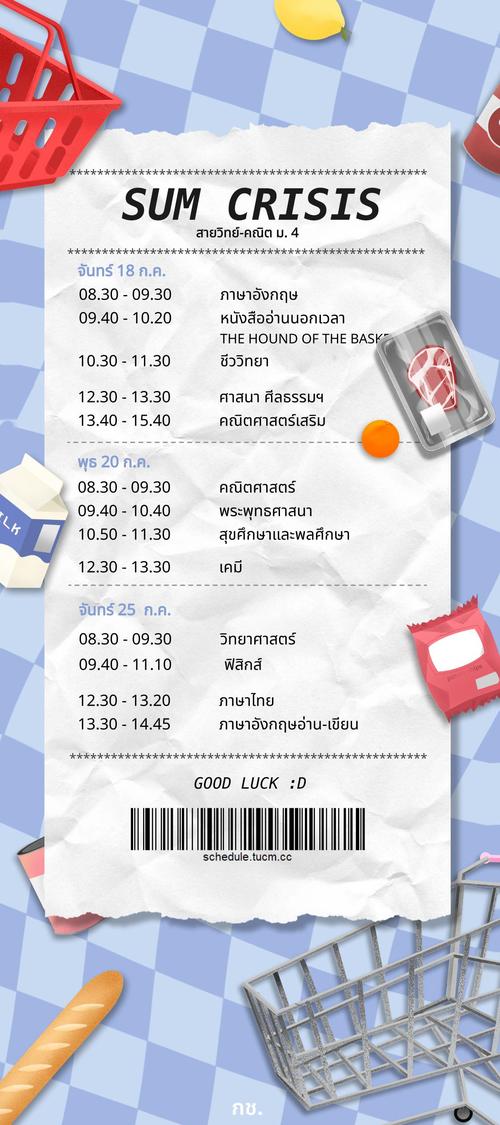 SUM CRISIS
สายวิทย์-คณิต ม. 4
จันทร์ 18 ก.ค.
08.30 - 09.30 ภาษาอังกฤษ
09.40 - 10.20 หนังสืออ่านนอกเวลา
THE HOUND OF THE
10.30 - 11.30 ชีววิทยา
12.30 - 13.30 ศาสนา ศีลธรรมฯ
13.40 - 15.40 คณิตศาสตร์เสริม
พุธ 20 ก.ค.
08.30 - 09.30 คณิตศาสตร์
09.40 - 10.40 พระพุทธศาสนา
10.50 - 11.30 สุขศึกษาและพลศึกษา
12.30 - 13.30 เคมี
จันทร์ 25 ก.ค.
08.30 - 09.30 วิทยาศาสตร์
09.40 - 11.10 ฟิสิกส์
12.30 - 13.20 ภาษาไทย
13.30 - 14.45 ภาษาอังกฤษอ่าน-เขียน
GOOD LUCK :D
schedule.tucm.cc
กช.